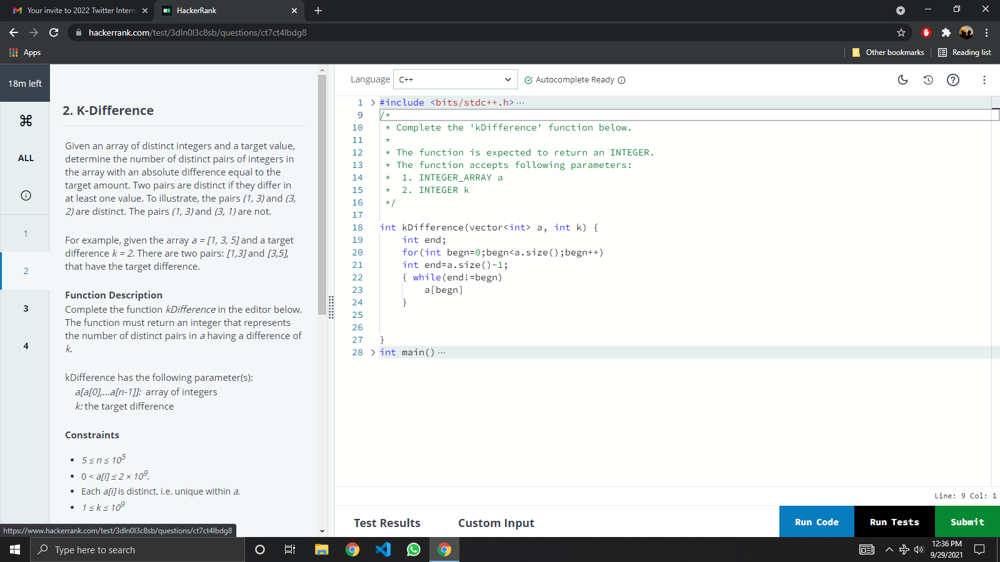 Your invite to 2022 Twitter Intern
HackerRank
hackerrank.com/test/3dln0l3c8sb/questions/ct7ct4lbdg8
Apps
Other bookmarks
Reading list
18m left
ALL
1
2
3
4
2. K-Difference
Given an array of distinct integers and a target value,
determine the number of distinct pairs of integers in
the array with an absolute difference equal to the
target amount. Two pairs are distinct if they differ in
at least one value. To illustrate, the pairs (1, 3) and (3,
2) are distinct. The pairs (1, 3) and (3, 1) are not.
For example, given the array a = [1, 3, 5] and a target
difference k = 2. There are two pairs: [1,3] and [3,5],
that have the target difference.
Function Description
Complete the function kDifference in the editor below.
The function must return an integer that represents
the number of distinct pairs in a having a difference of
k.
kDifference has the following parameter(s):
a[a[0],...a[n-1]]: array of integers
k: the target difference
Constraints
• 5 ≤ n ≤ 10^5
• 0 < a[i] ≤ 2 × 10^9.
• Each a[i] is distinct, i.e. unique within a.
• 1 ≤ k ≤ 10^9
https://www.hackerrank.com/test/3dln0l3c8sb/questions/ct7ct4lbdg8
Language C++ Autocomplete Ready
1 > #include <bits/stdc++.h>⋯
9 /*
10 * Complete the 'kDifference' function below.
11 *
12 * The function is expected to return an INTEGER.
13 * The function accepts following parameters:
14 * 1. INTEGER_ARRAY a
15 * 2. INTEGER k
16 */
17
18 int kDifference(vector<int> a, int k) {
19 int end;
20 for(int begn=0;begn<a.size();begn++)
21 int end=a.size()-1;
22 { while(end!=begn)
23 a[begn]
24 }
25
26
27 }
28 > int main()⋯
Line: 9 Col: 1
Test Results
Custom Input
Run Code
Run Tests
Submit
Type here to search
12:36 PM
9/29/2021